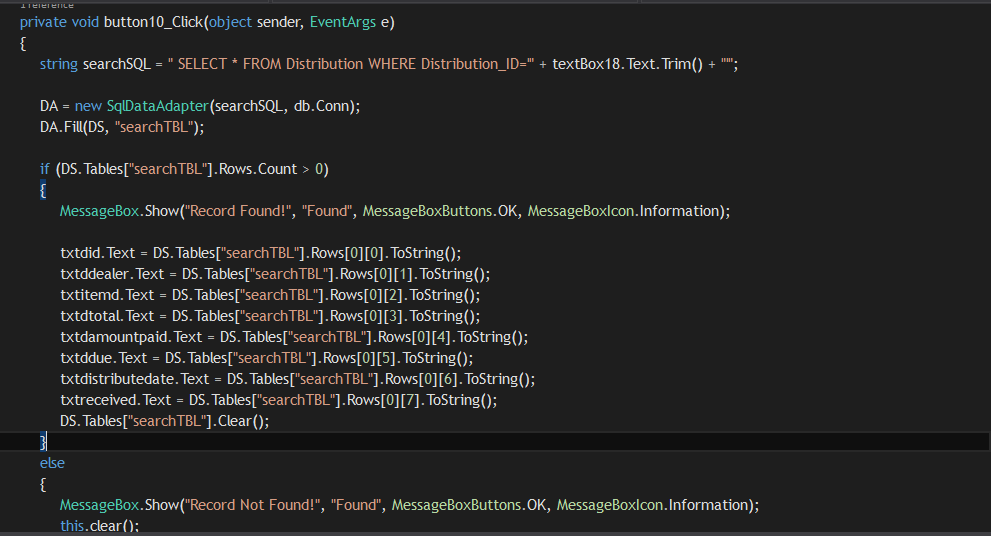 1 reference
private void button10_Click(object sender, EventArgs e)
{
string searchSQL = " SELECT * FROM Distribution WHERE Distribution_ID='" + textBox18.Text.Trim() + "'";
DA = new SqlDataAdapter(searchSQL, db.Conn);
DA.Fill(DS, "searchTBL");
if (DS.Tables["searchTBL"].Rows.Count > 0)
{
MessageBox.Show("Record Found!", "Found", MessageBoxButtons.OK, MessageBoxIcon.Information);
txtdid.Text = DS.Tables["searchTBL"].Rows[0][0].ToString();
txtddealer.Text = DS.Tables["searchTBL"].Rows[0][1].ToString();
txtitemd.Text = DS.Tables["searchTBL"].Rows[0][2].ToString();
txtdtotal.Text = DS.Tables["searchTBL"].Rows[0][3].ToString();
txtdamountpaid.Text = DS.Tables["searchTBL"].Rows[0][4].ToString();
txtddue.Text = DS.Tables["searchTBL"].Rows[0][5].ToString();
txtdistributedate.Text = DS.Tables["searchTBL"].Rows[0][6].ToString();
txtreceived.Text = DS.Tables["searchTBL"].Rows[0][7].ToString();
DS.Tables["searchTBL"].Clear();
}
else
{
MessageBox.Show("Record Not Found!", "Found", MessageBoxButtons.OK, MessageBoxIcon.Information);
this.clear();